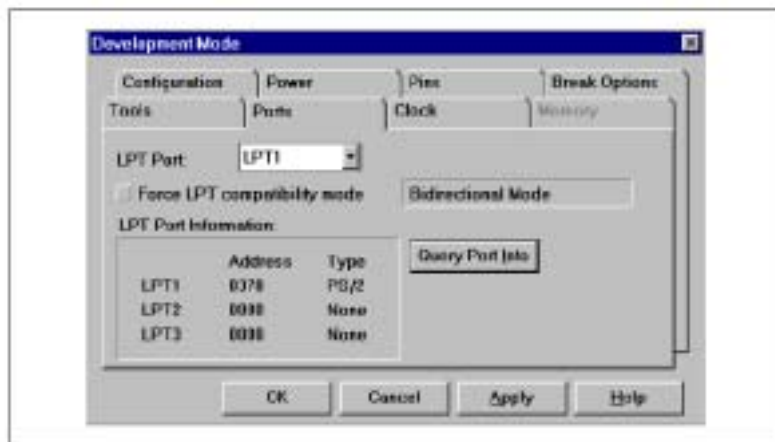 Development Mode
Configuration Power Pins Break Options
Tools Ports Clock Memory
LPT Port: LPT1
Force LPT compatibility mode Bidirectional Mode
LPT Port Information:
Address Type
LPT1 0378 PS/2
LPT2 0000 None
LPT3 0000 None
Query Port Info
OK Cancel Apply Help